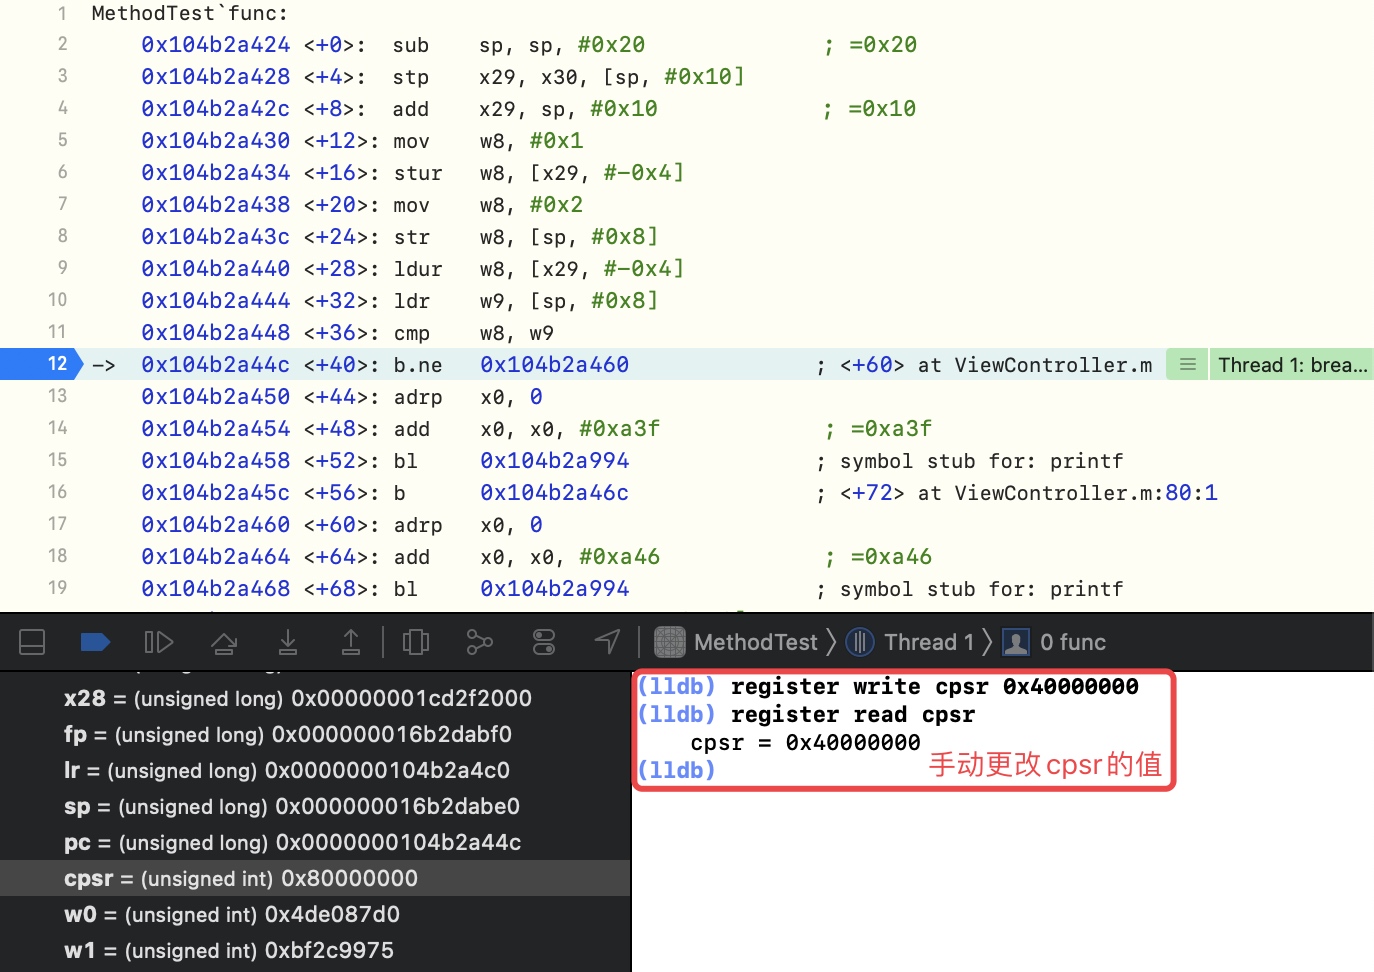 1 MethodTest`func:
2 0x104b2a424 <+0>: sub sp, sp, #0x20 ; =0x20
3 0x104b2a428 <+4>: stp x29, x30, [sp, #0x10]
4 0x104b2a42c <+8>: add x29, sp, #0x10 ; =0x10
5 0x104b2a430 <+12>: mov w8, #0x1
6 0x104b2a434 <+16>: stur w8, [x29, #-0x4]
7 0x104b2a438 <+20>: mov w8, #0x2
8 0x104b2a43c <+24>: str w8, [sp, #0x8]
9 0x104b2a440 <+28>: ldur w8, [x29, #-0x4]
10 0x104b2a444 <+32>: ldr w9, [sp, #0x8]
11 0x104b2a448 <+36>: cmp w8, w9
12 -> 0x104b2a44c <+40>: b.ne 0x104b2a460 ; <+60> at ViewController.m Thread 1: brea...
13 0x104b2a450 <+44>: adrp x0, 0
14 0x104b2a454 <+48>: add x0, x0, #0xa3f ; =0xa3f
15 0x104b2a458 <+52>: bl 0x104b2a994 ; symbol stub for: printf
16 0x104b2a45c <+56>: b 0x104b2a46c ; <+72> at ViewController.m:80:1
17 0x104b2a460 <+60>: adrp x0, 0
18 0x104b2a464 <+64>: add x0, x0, #0xa46 ; =0xa46
19 0x104b2a468 <+68>: bl 0x104b2a994 ; symbol stub for: printf
MethodTest 〉 Thread 1 〉 0 func
x28 = (unsigned long) 0x00000001cd2f2000
fp = (unsigned long) 0x000000016b2dabf0
lr = (unsigned long) 0x0000000104b2a4c0
sp = (unsigned long) 0x000000016b2dabe0
pc = (unsigned long) 0x0000000104b2a44c
cpsr = (unsigned int) 0x80000000
w0 = (unsigned int) 0x4de087d0
w1 = (unsigned int) 0xbf2c9975
(lldb) register write cpsr 0x40000000
(lldb) register read cpsr
cpsr = 0x40000000
手动更改cpsr的值
(lldb)